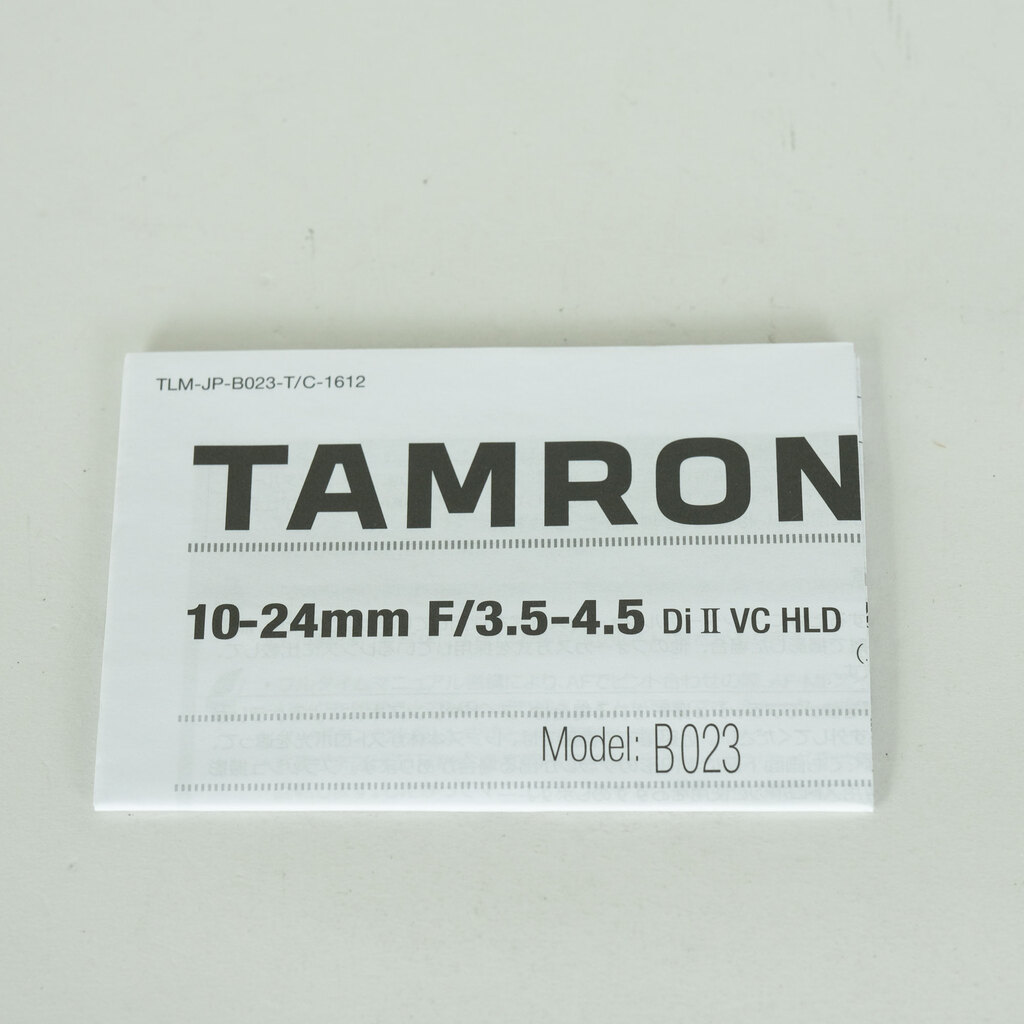 TLM-JP-B023-T/C-1612
TAMRON
10-24mm F/3.5-4.5 Di II VC HLD
Model: B023